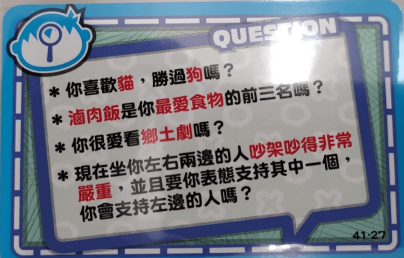 QUESTION
* 你喜歡貓，勝過狗嗎？
* 滷肉飯是你最愛食物的前三名嗎？
* 你很愛看鄉土劇嗎？
* 現在坐你左右兩邊的人吵架吵得非常
嚴重，並且要你表態支持其中一個，
你會支持左邊的人嗎？
41-27